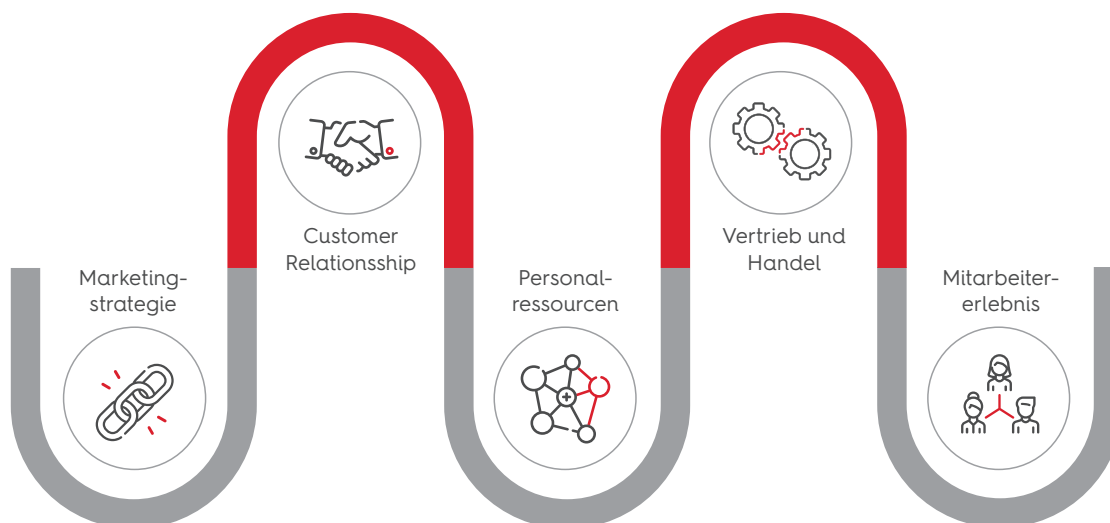 Marketing-
strategie
Customer
Relationsship
Personal-
ressourcen
Vertrieb und
Handel
Mitarbeiter-
erlebnis